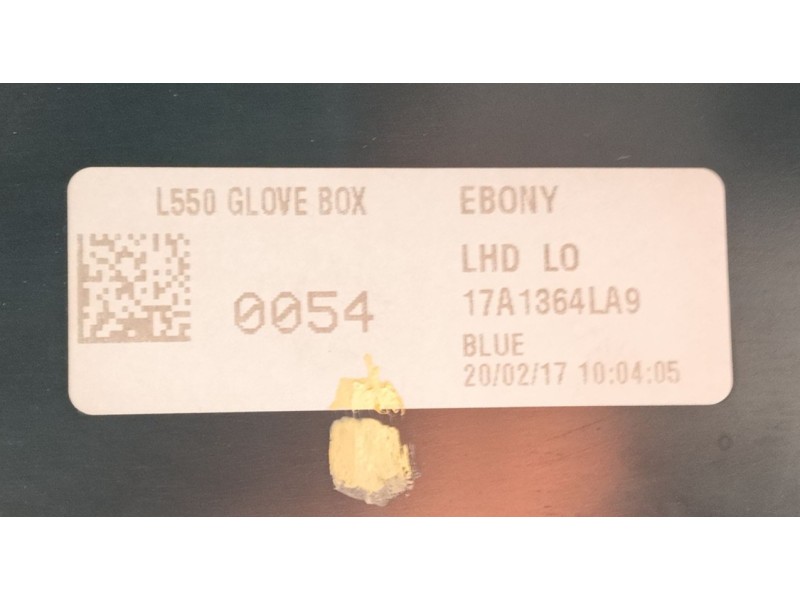 L550 GLOVE BOX
0054
EBONY
LHD LO
17A1364LA9
BLUE
20/02/17 10:04:05